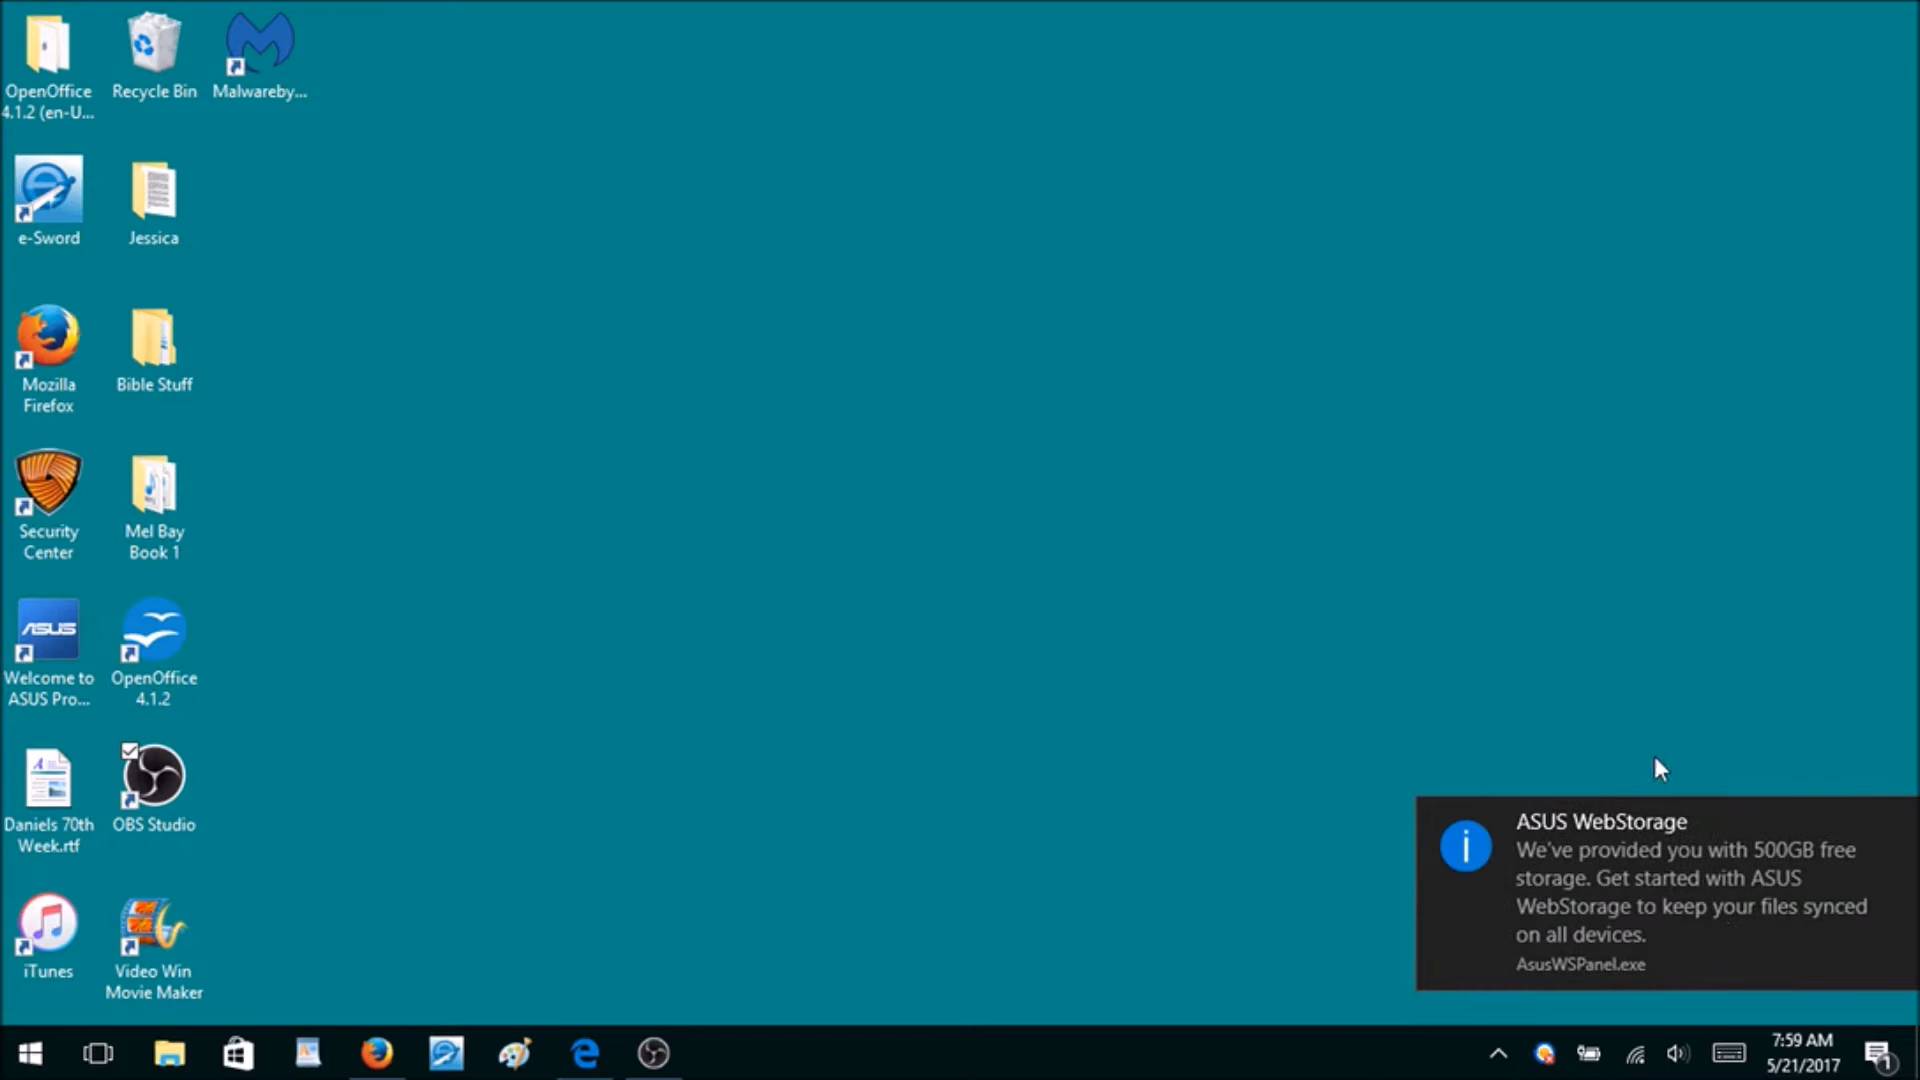 OpenOffice
4.1.2 (en-U...
Recycle Bin
Malwareby...
e-Sword
Jessica
Mozilla
Firefox
Bible Stuff
Security
Center
Mel Bay
Book 1
ASUS
Welcome to
ASUS Pro...
OpenOffice
4.1.2
Daniels 70th
Week.rtf
OBS Studio
iTunes
Video Win
Movie Maker
ASUS WebStorage
We've provided you with 500GB free
storage. Get started with ASUS
WebStorage to keep your files synced
on all devices.
AsusWSPanel.exe
7:59 AM
5/21/2017
1